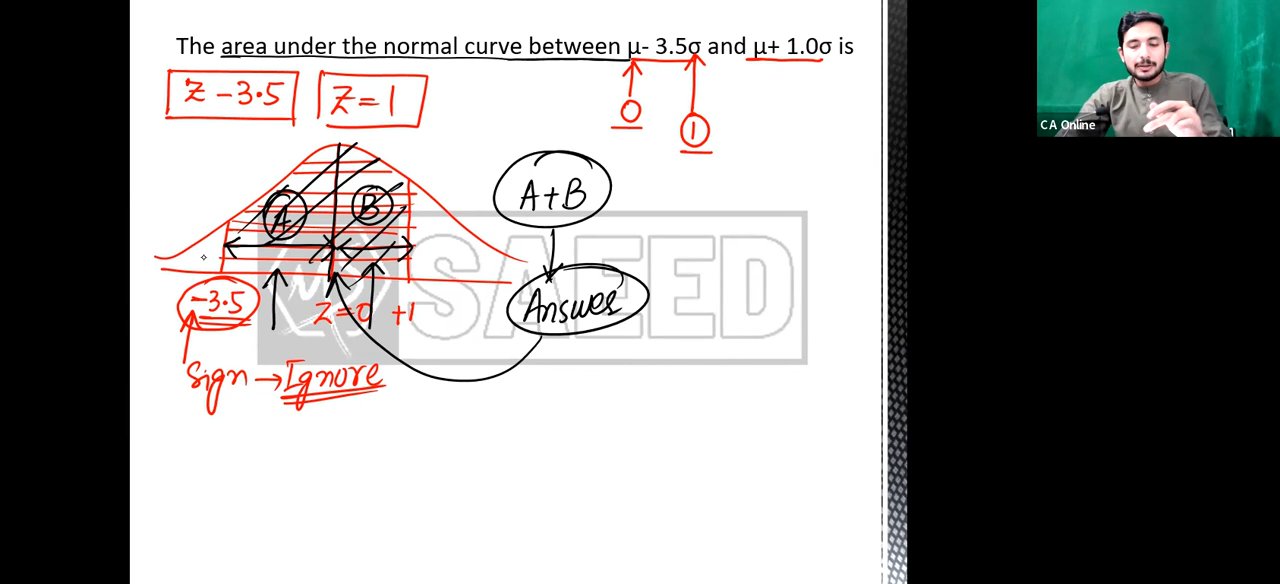 The area under the normal curve between μ- 3.5σ and μ+ 1.0σ is
Z -3.5 Z=1
0
1
A B
A+B
SAEED
-3.5 Z=0 +1
Answer
Sign → Ignore
C A Online